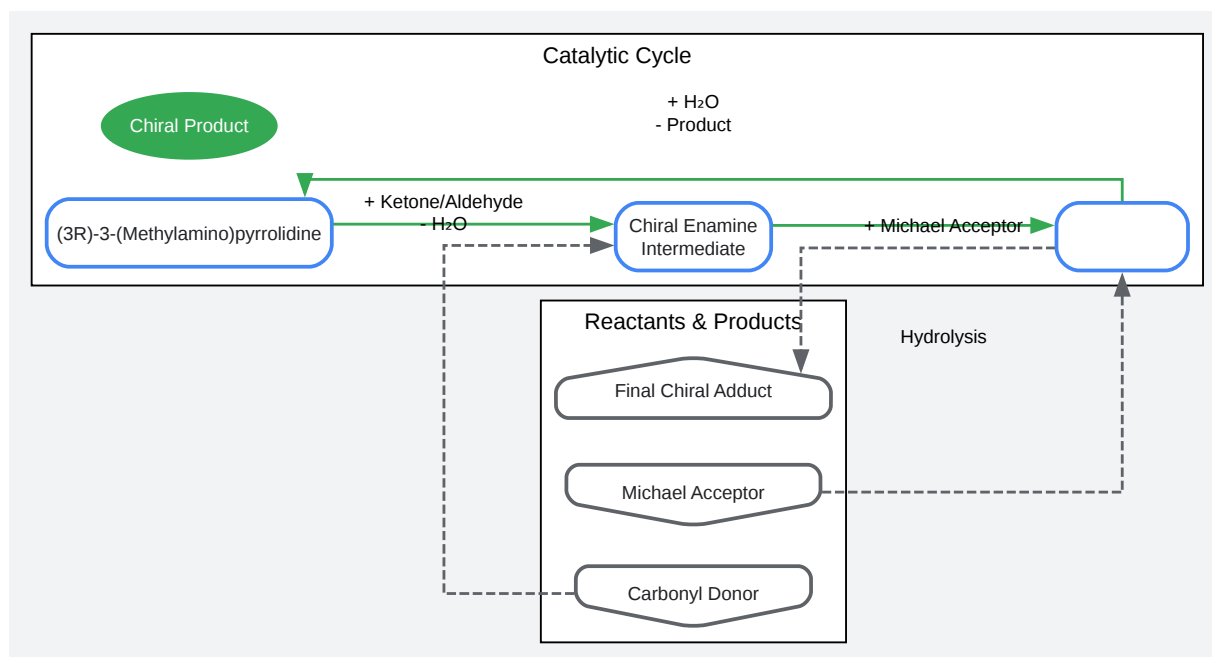 Catalytic Cycle
+ H₂O
- Product
Chiral Product
+ Ketone/Aldehyde
- H₂O
(3R)-3-(Methylamino)pyrrolidine
Chiral Enamine
Intermediate
+ Michael Acceptor
Reactants & Products
Hydrolysis
Final Chiral Adduct
Michael Acceptor
Carbonyl Donor